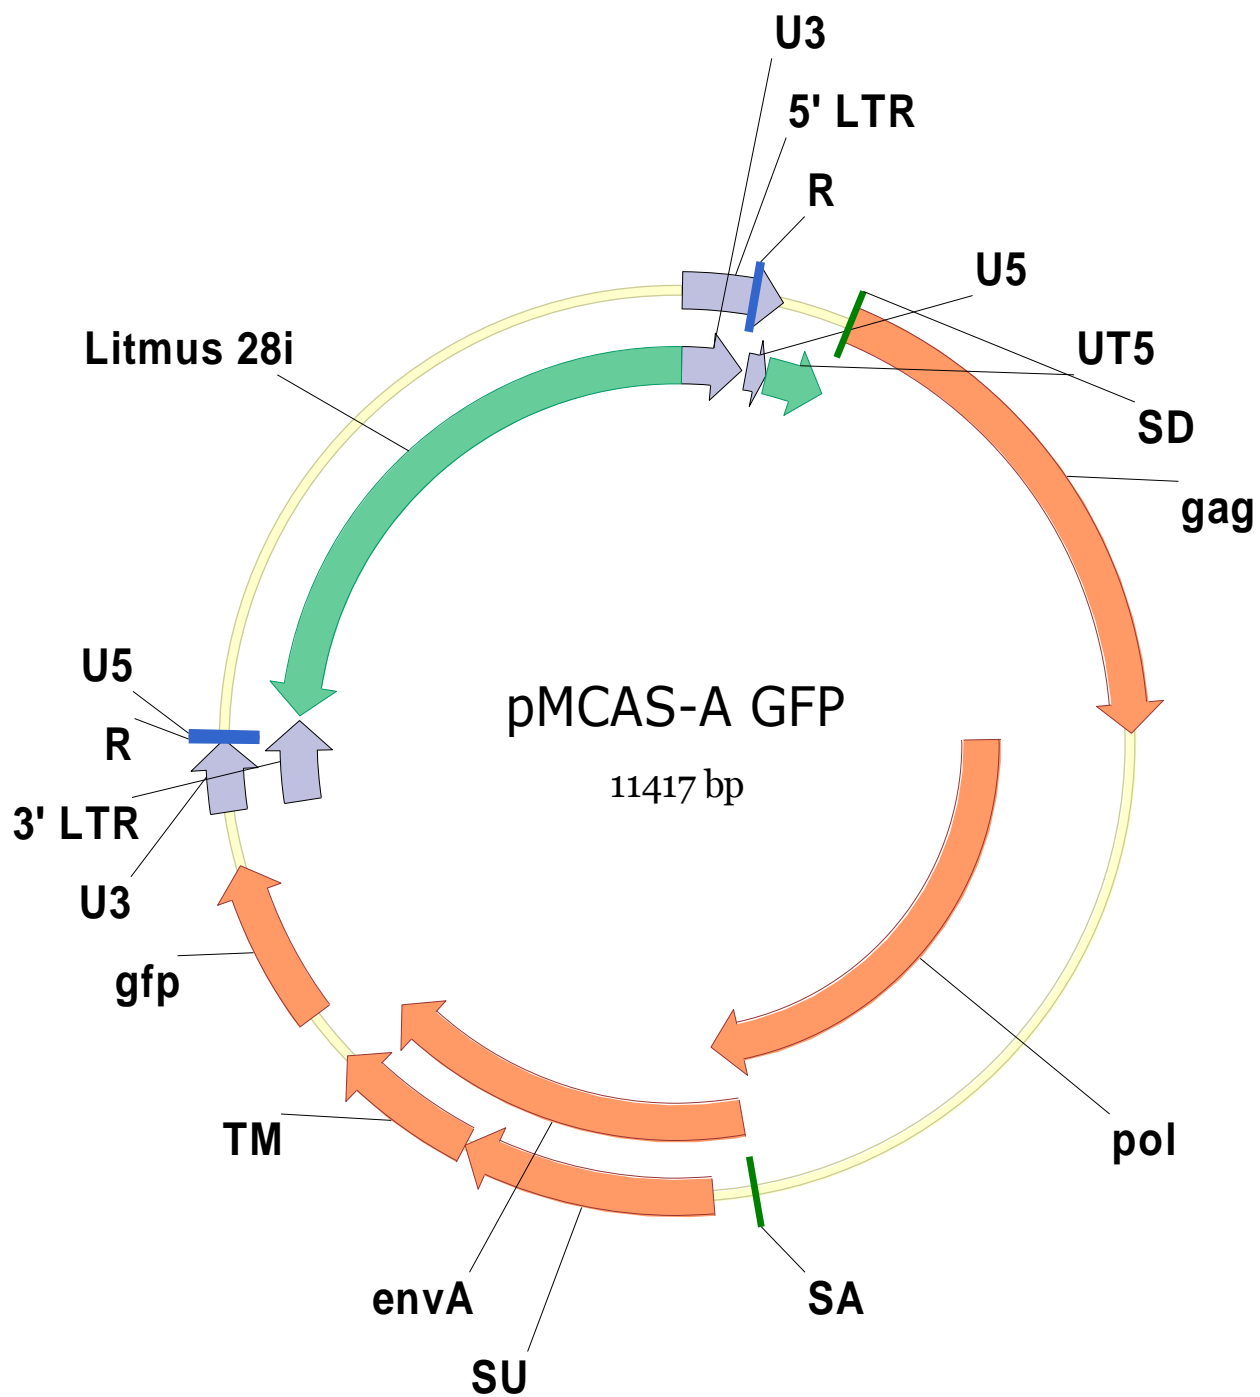 U3
5' LTR
R
U5
Litmus 28i
UT5
SD
gag
U5
R
pMCAS-A GFP
11417 bp
3' LTR
U3
gfp
TM
pol
envA
SA
SU